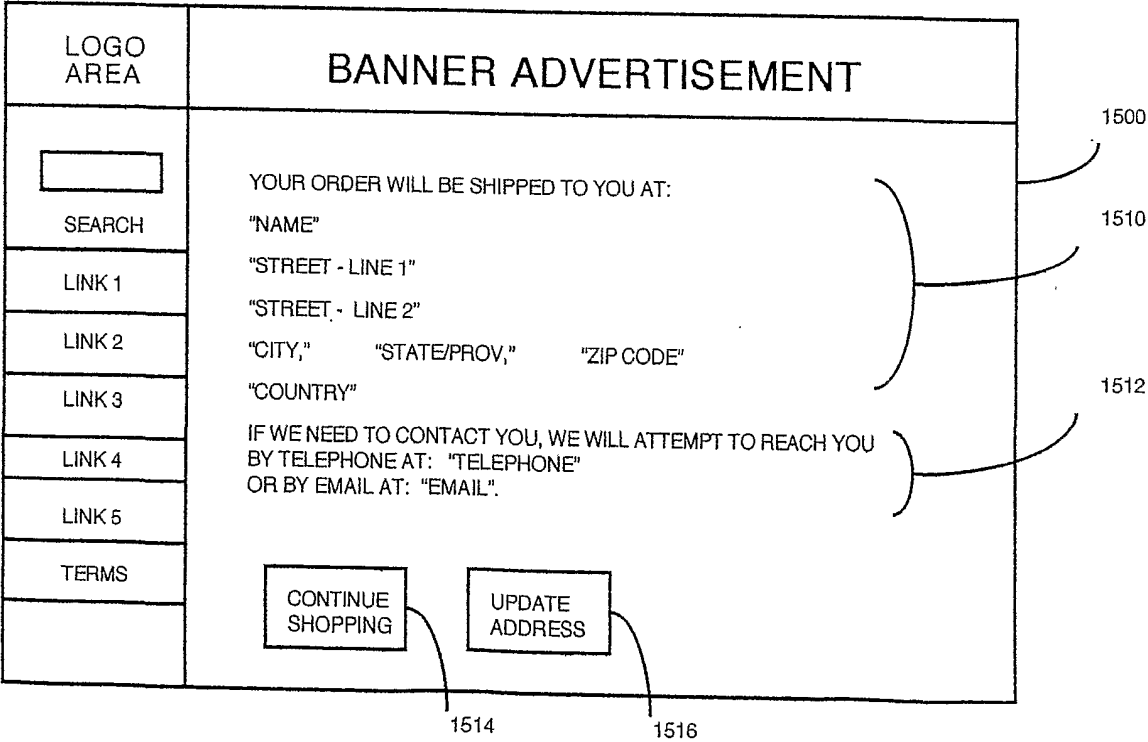 LOGO
AREA
BANNER ADVERTISEMENT
1500
SEARCH
LINK 1
LINK 2
LINK 3
LINK 4
LINK 5
TERMS
YOUR ORDER WILL BE SHIPPED TO YOU AT:
"NAME"
"STREET - LINE 1"
"STREET - LINE 2"
"CITY," "STATE/PROV," "ZIP CODE"
"COUNTRY"
1510
IF WE NEED TO CONTACT YOU, WE WILL ATTEMPT TO REACH YOU
BY TELEPHONE AT: "TELEPHONE"
OR BY EMAIL AT: "EMAIL".
1512
CONTINUE
SHOPPING
1514
UPDATE
ADDRESS
1516